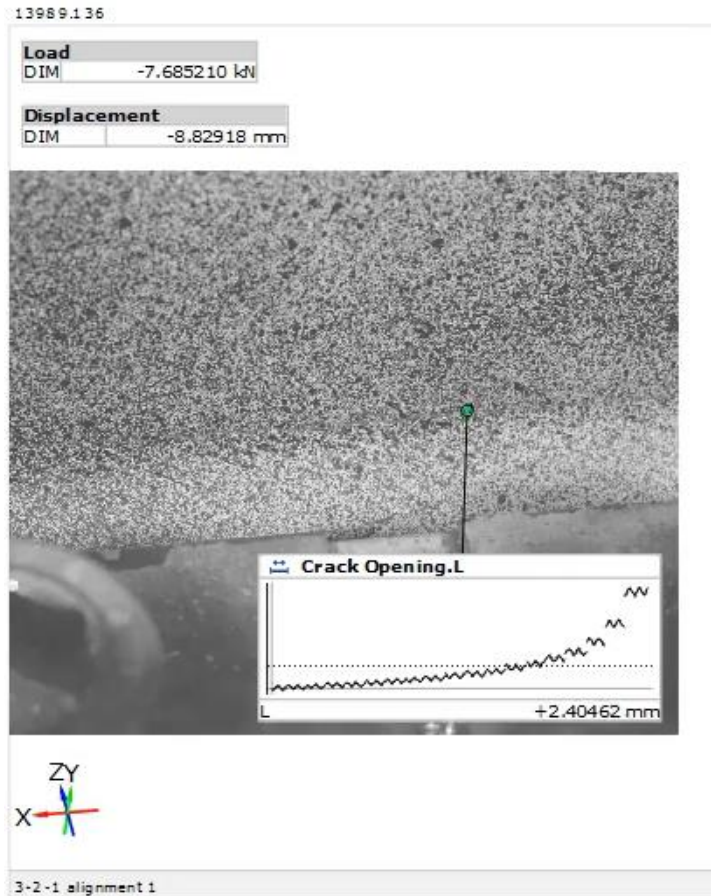 13989.136
Load
DIM -7.685210 kN
Displacement
DIM -8.82918 mm
Crack Opening.L
L +2.40462 mm
ZY
X
3-2-1 alignment 1